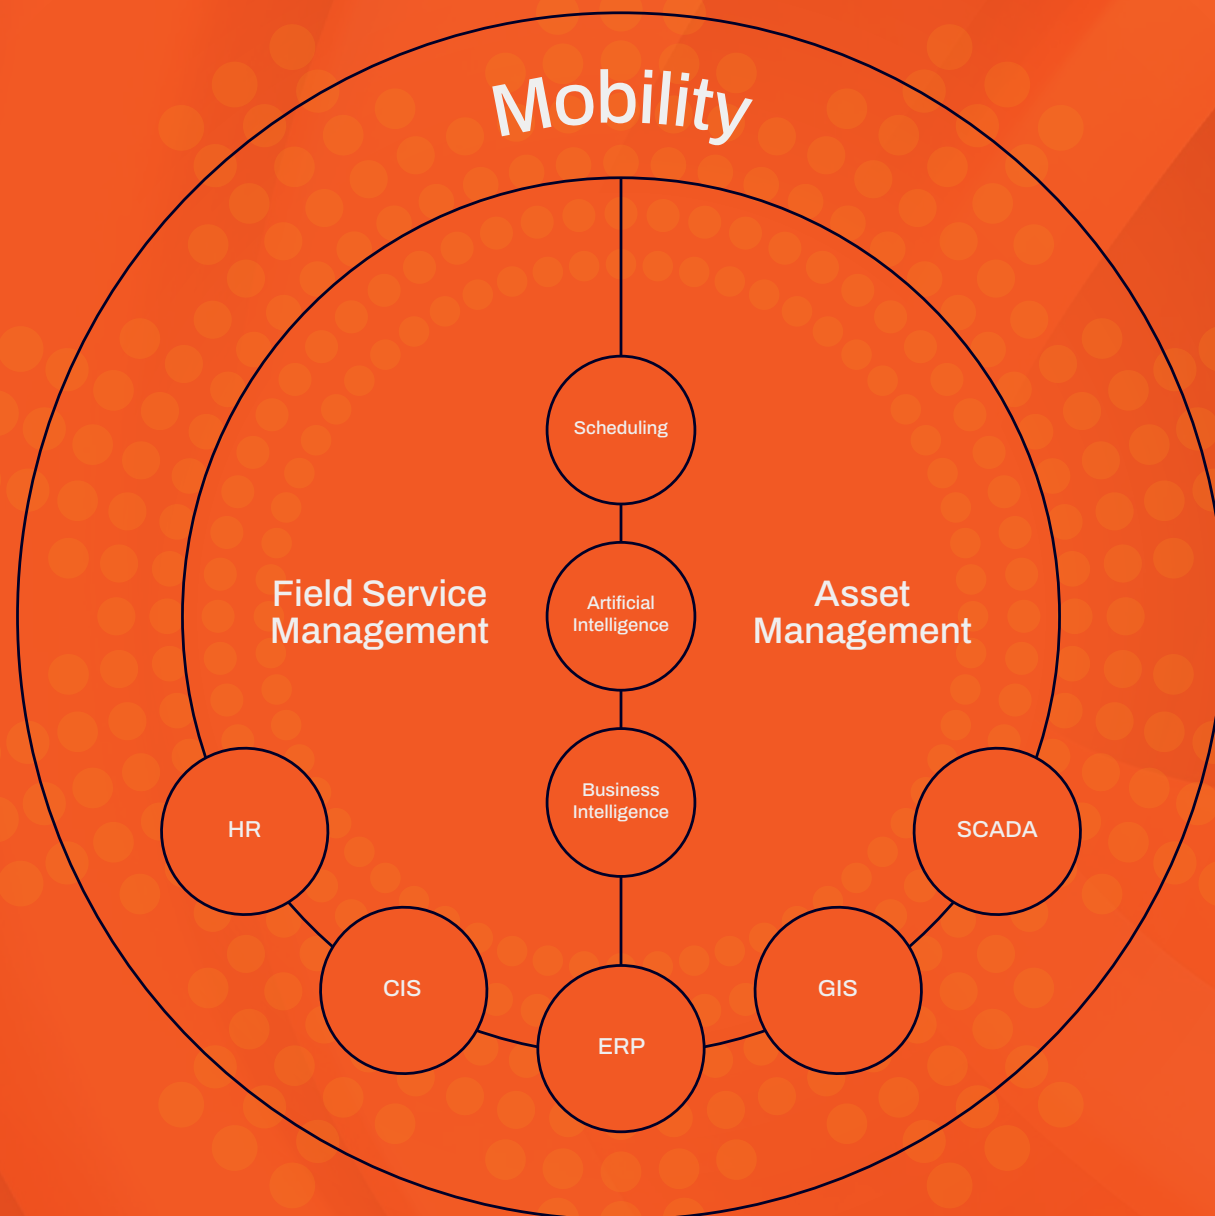 Mobility
Scheduling
Field Service
Management
Artificial
Intelligence
Asset
Management
Business
Intelligence
HR
SCADA
CIS
GIS
ERP